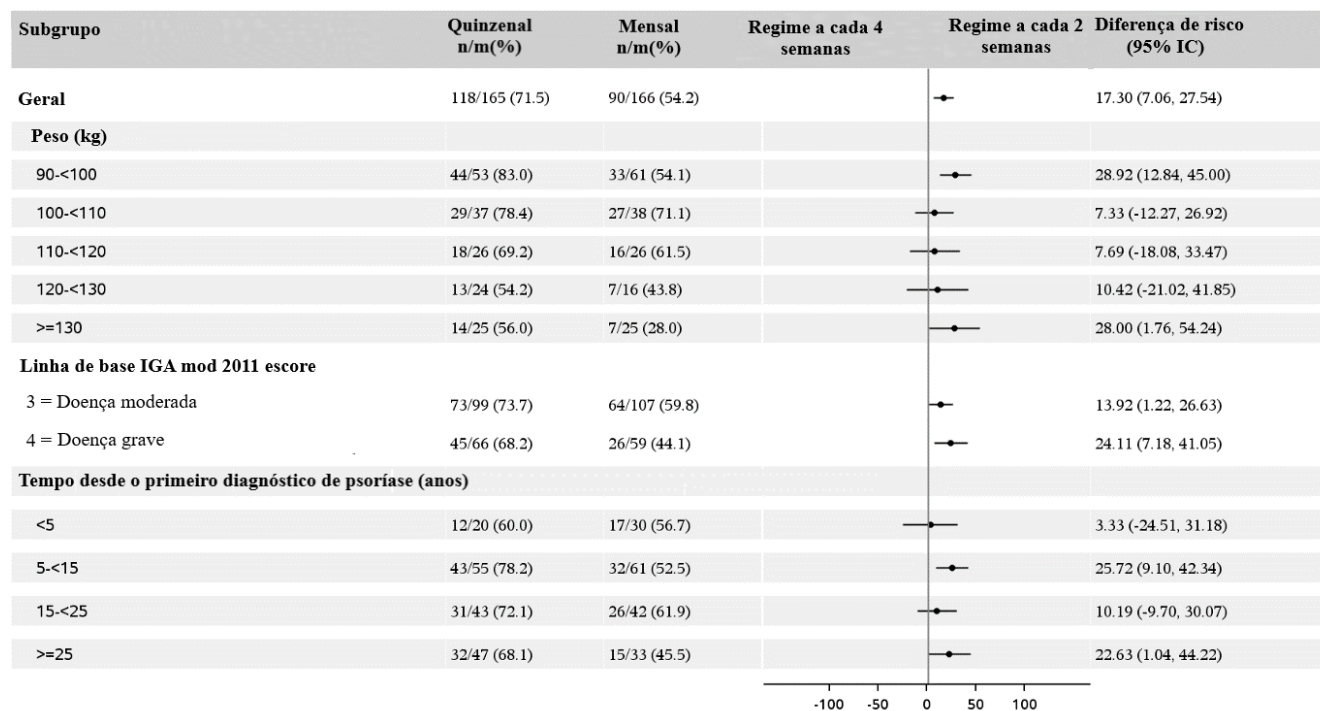 Subgrupo Quinzenal n/m(%) Mensal n/m(%) Regime a cada 4 semanas Regime a cada 2 semanas Diferença de risco (95% IC)
Geral 118/165 (71.5) 90/166 (54.2) 17.30 (7.06, 27.54)
Peso (kg)
90-<100 44/53 (83.0) 33/61 (54.1) 28.92 (12.84, 45.00)
100-<110 29/37 (78.4) 27/38 (71.1) 7.33 (-12.27, 26.92)
110-<120 18/26 (69.2) 16/26 (61.5) 7.69 (-18.08, 33.47)
120-<130 13/24 (54.2) 7/16 (43.8) 10.42 (-21.02, 41.85)
>=130 14/25 (56.0) 7/25 (28.0) 28.00 (1.76, 54.24)
Linha de base IGA mod 2011 escore
3 = Doença moderada 73/99 (73.7) 64/107 (59.8) 13.92 (1.22, 26.63)
4 = Doença grave 45/66 (68.2) 26/59 (44.1) 24.11 (7.18, 41.05)
Tempo desde o primeiro diagnóstico de psoríase (anos)
<5 12/20 (60.0) 17/30 (56.7) 3.33 (-24.51, 31.18)
5-<15 43/55 (78.2) 32/61 (52.5) 25.72 (9.10, 42.34)
15-<25 31/43 (72.1) 26/42 (61.9) 10.19 (-9.70, 30.07)
>=25 32/47 (68.1) 15/33 (45.5) 22.63 (1.04, 44.22)
-100 -50 0 50 100